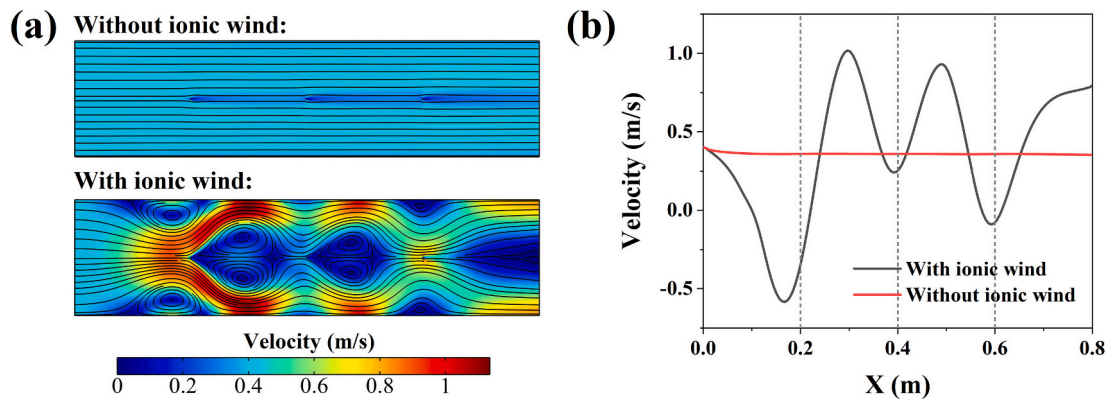 (a)
Without ionic wind:
With ionic wind:
Velocity (m/s)
0 0.2 0.4 0.6 0.8 1
(b)
Velocity (m/s)
1.0
0.5
0.0
-0.5
With ionic wind
Without ionic wind
0.0 0.2 0.4 0.6 0.8
X (m)